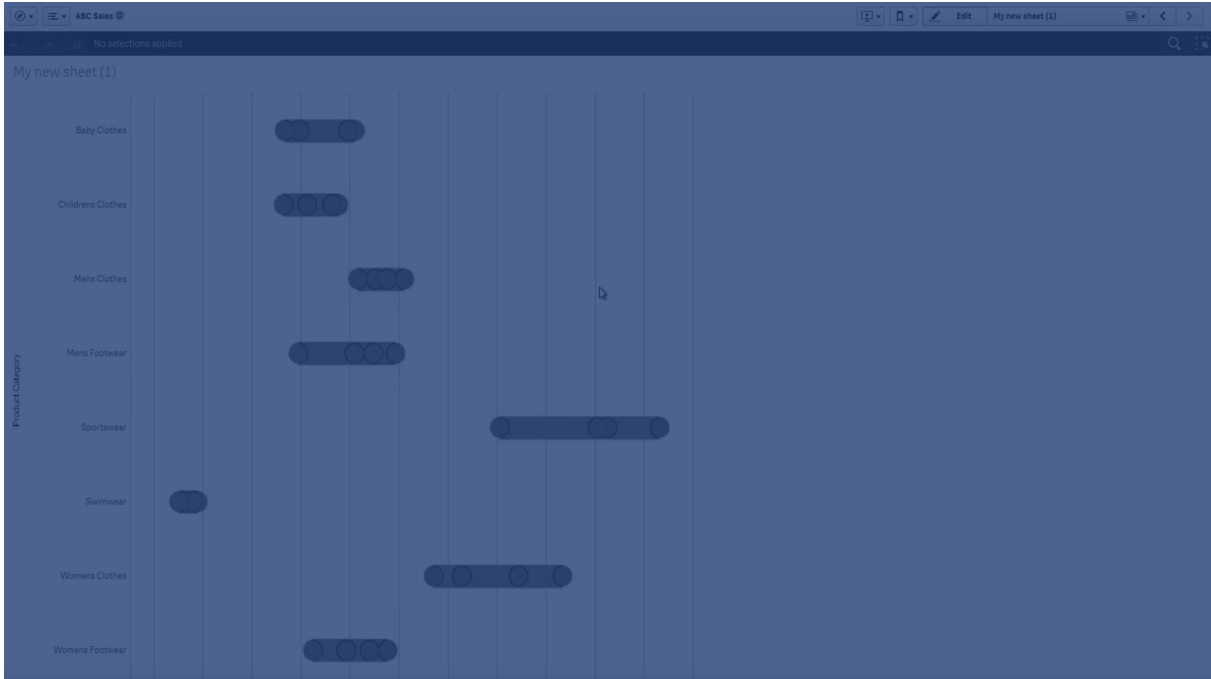 ABC Sales
Edit
My new sheet (1)
No selections applied
My new sheet (1)
Product Category
Baby Clothes
Childrens Clothes
Mens Clothes
Mens Footwear
Sportswear
Swimwear
Womens Clothes
Womens Footwear